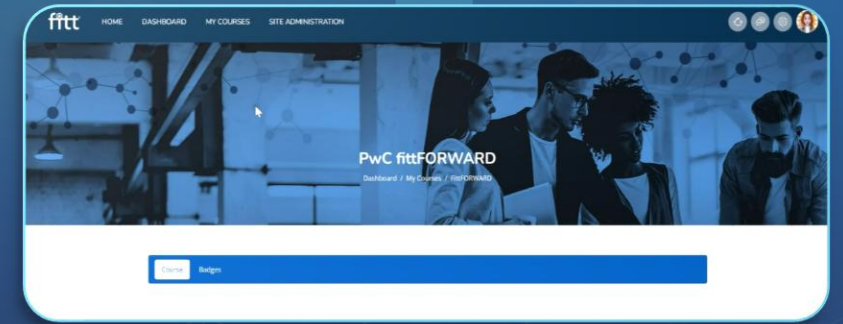 fitt HOME DASHBOARD MY COURSES SITE ADMINISTRATION
PwC fittFORWARD
Dashboard / My Courses / FittFORWARD
Course Badges